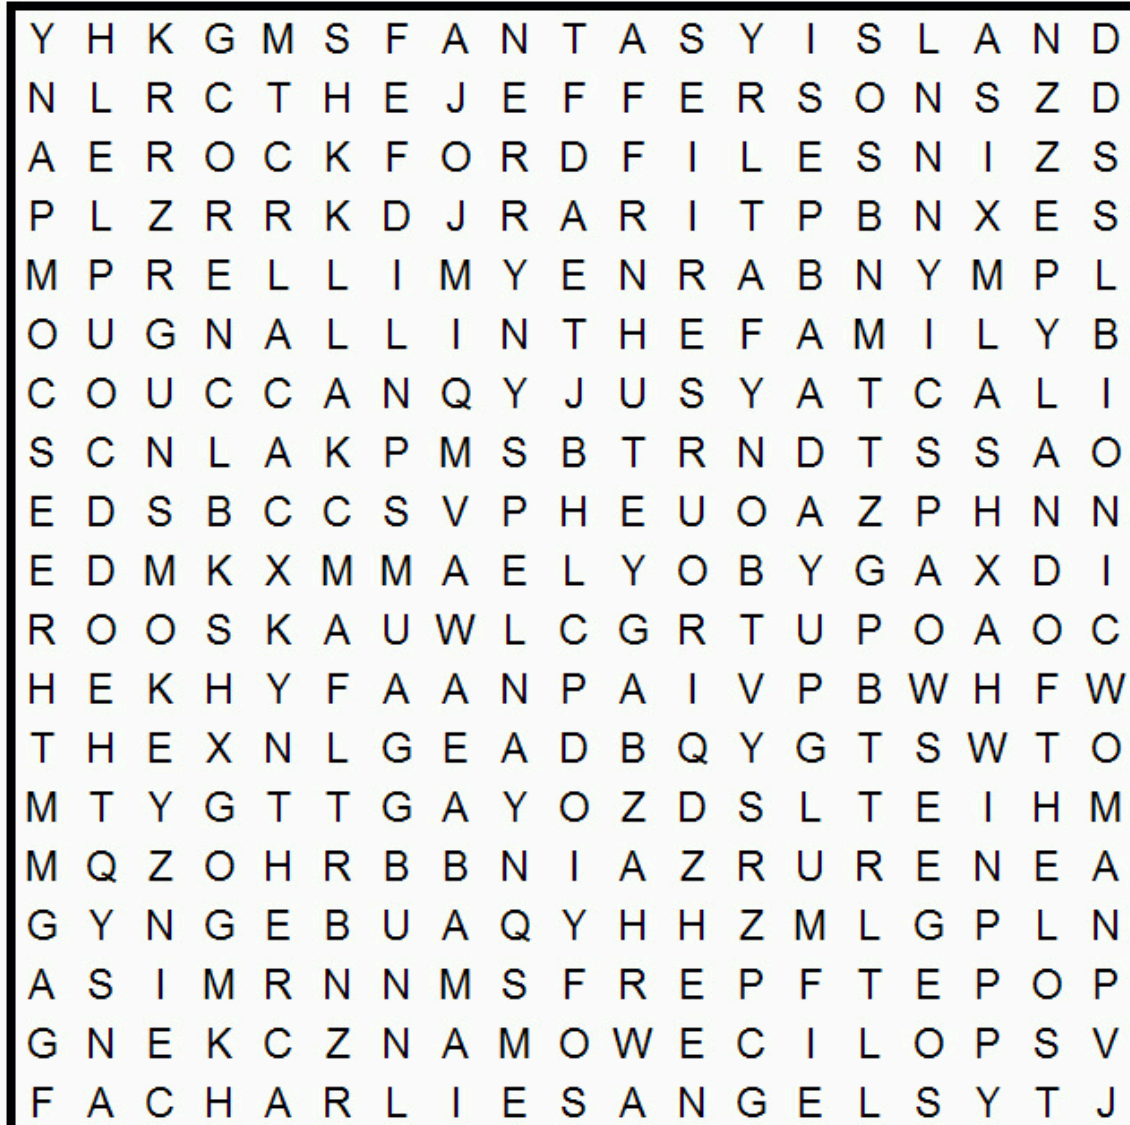 Y H K G M S F A N T A S Y I S L A N D
N L R C T H E J E F F E R S O N S Z D
A E R O C K F O R D F I L E S N I Z S
P L Z R R K D J R A R I T P B N X E S
M P R E L L I M Y E N R A B N Y M P L
O U G N A L L I N T H E F A M I L Y B
C O U C C A N Q Y J U S Y A T C A L I
S C N L A K P M S B T R N D T S S A O
E D S B C C S V P H E U O A Z P H N N
E D M K X M M A E L Y O B Y G A X D I
R O O S K A U W L C G R T U P O A O C
H E K H Y F A A N P A I V P B W H F W
T H E X N L G E A D B Q Y G T S W T O
M T Y G T T G A Y O Z D S L T E I H M
M Q Z O H R B B N I A Z R U R E N E A
G Y N G E B U A Q Y H H Z M L G P L N
A S I M R N N M S F R E P F T E P O P
G N E K C Z N A M O W E C I L O P S V
F A C H A R L I E S A N G E L S Y T J